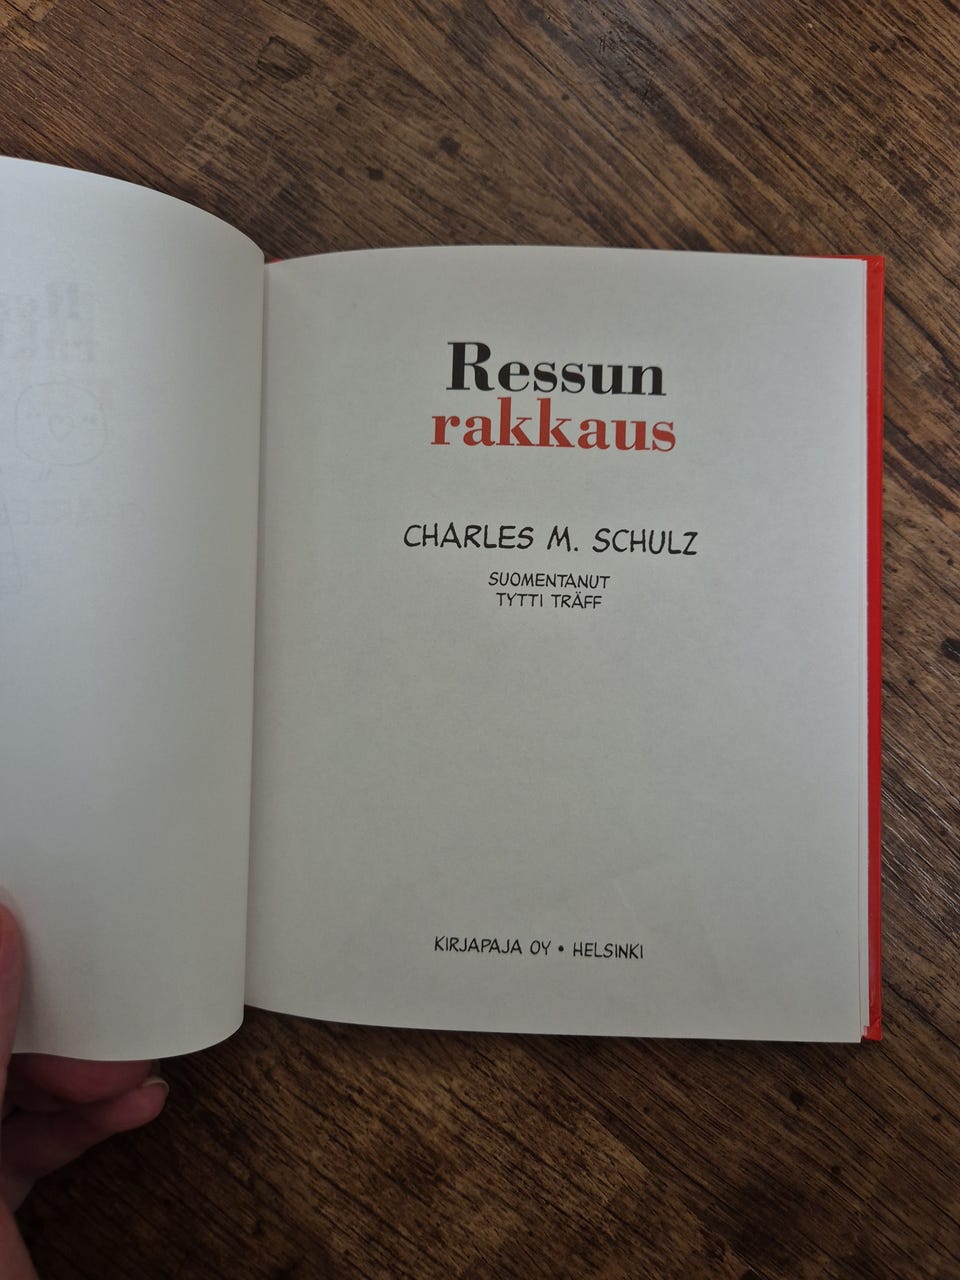 Ressun
rakkaus
CHARLES M. SCHULZ
SUOMENTANUT
TYTTI TRÄFF
KIRJAPAJA OY • HELSINKI